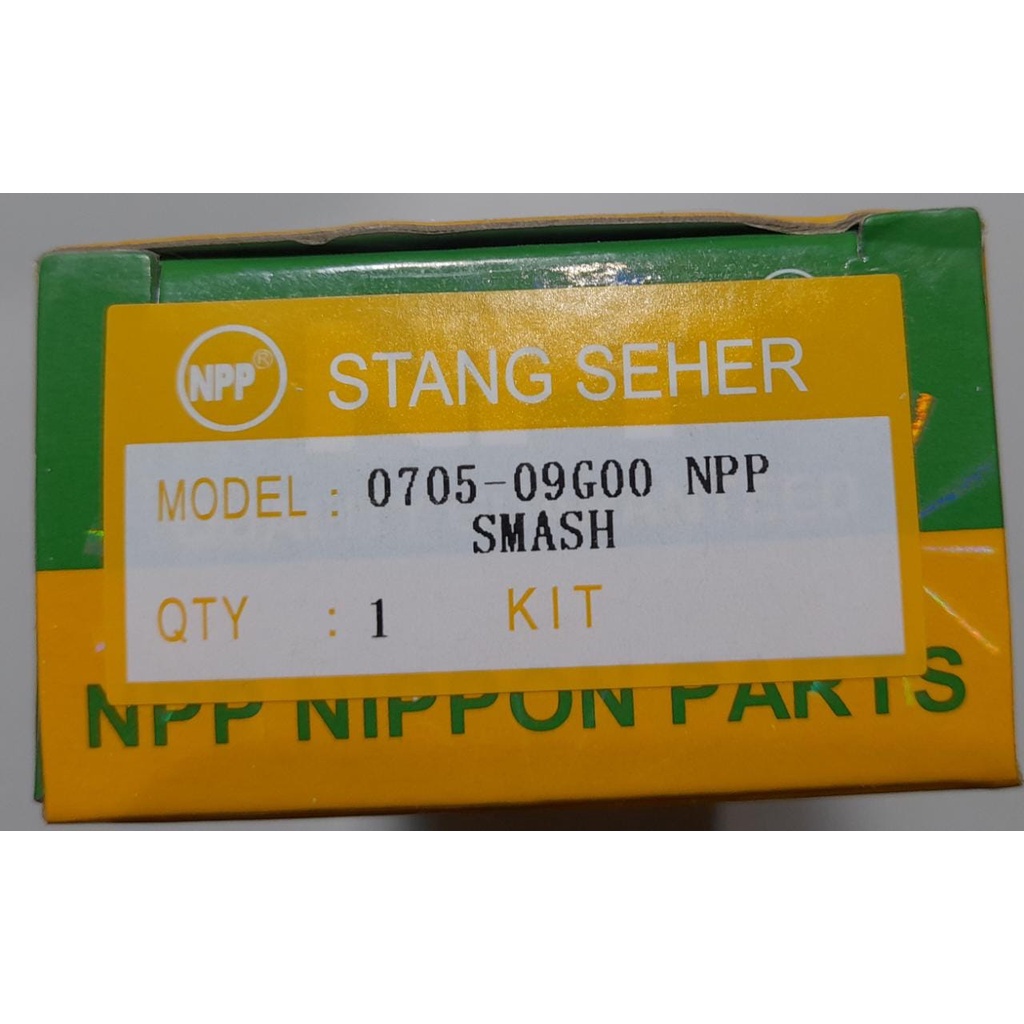 NPP® STANG SEHER
MODEL : 0705-09G00 NPP
SMASH
QTY : 1 KIT
NPP NIPPON PARTS